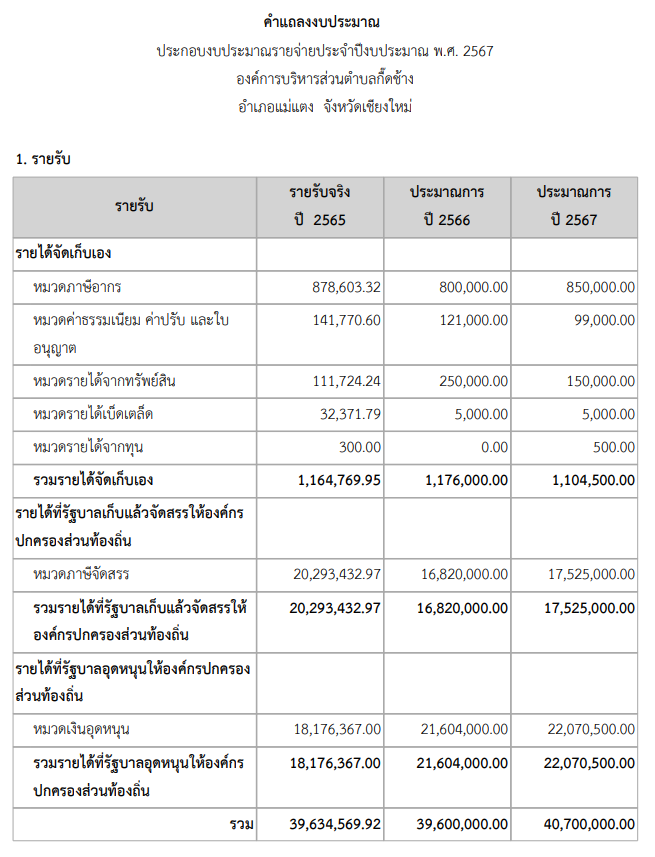 คำแถลงงบประมาณ
ประกอบงบประมาณรายจ่ายประจำปีงบประมาณ พ.ศ. 2567
องค์การบริหารส่วนตำบลกื้ดช้าง
อำเภอแม่แตง จังหวัดเชียงใหม่
1. รายรับ
รายรับ รายรับจริง ปี 2565 ประมาณการ ปี 2566 ประมาณการ ปี 2567
รายได้จัดเก็บเอง
หมวดภาษีอากร 878,603.32 800,000.00 850,000.00
หมวดค่าธรรมเนียม ค่าปรับ และใบ 141,770.60 121,000.00 99,000.00
อนุญาต
หมวดรายได้จากทรัพย์สิน 111,724.24 250,000.00 150,000.00
หมวดรายได้เบ็ดเตล็ด 32,371.79 5,000.00 5,000.00
หมวดรายได้จากทุน 300.00 0.00 500.00
รวมรายได้จัดเก็บเอง 1,164,769.95 1,176,000.00 1,104,500.00
รายได้ที่รัฐบาลเก็บแล้วจัดสรรให้องค์กร
ปกครองส่วนท้องถิ่น
หมวดภาษีจัดสรร 20,293,432.97 16,820,000.00 17,525,000.00
รวมรายได้ที่รัฐบาลเก็บแล้วจัดสรรให้ 20,293,432.97 16,820,000.00 17,525,000.00
องค์กรปกครองส่วนท้องถิ่น
รายได้ที่รัฐบาลอุดหนุนให้องค์กรปกครอง
ส่วนท้องถิ่น
หมวดเงินอุดหนุน 18,176,367.00 21,604,000.00 22,070,500.00
รวมรายได้ที่รัฐบาลอุดหนุนให้องค์กร 18,176,367.00 21,604,000.00 22,070,500.00
ปกครองส่วนท้องถิ่น
รวม 39,634,569.92 39,600,000.00 40,700,000.00